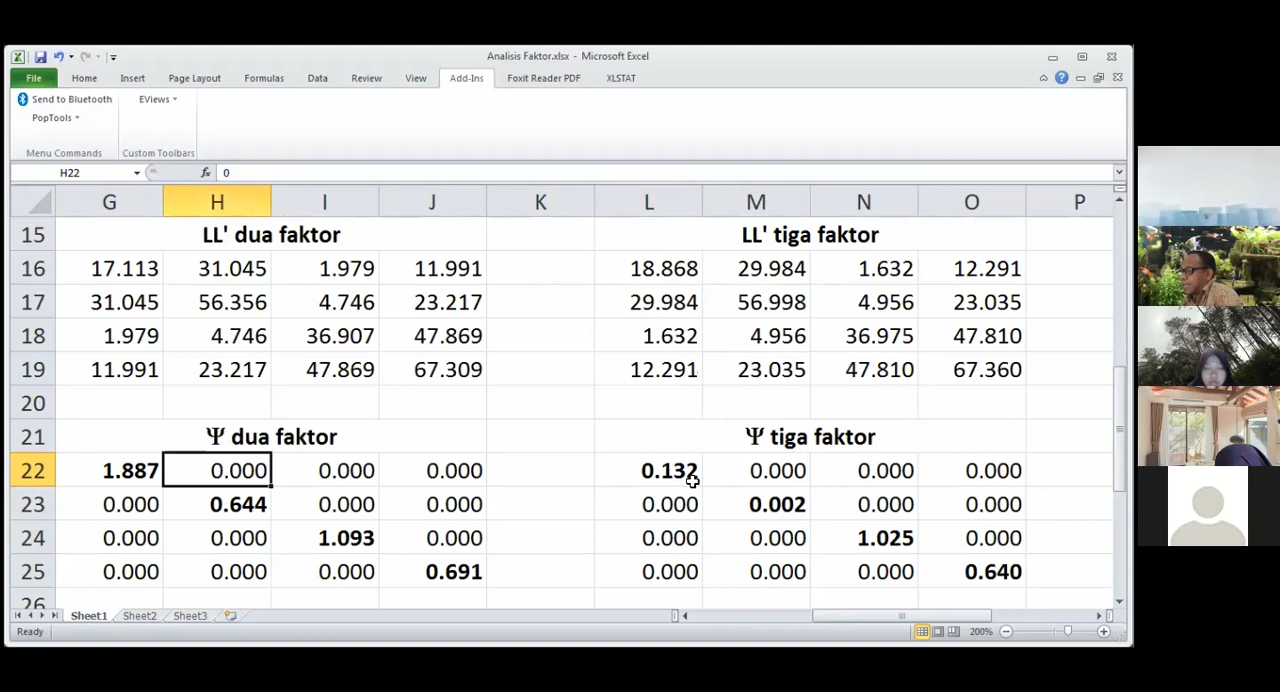 Analisis Faktor.xlsx - Microsoft Excel
File Home Insert Page Layout Formulas Data Review View Add-Ins Foxit Reader PDF XLSTAT
Send to Bluetooth EViews
PopTools
Menu Commands Custom Toolbars
H22 fx 0
G H I J K L M N O P
15 LL' dua faktor LL' tiga faktor
16 17.113 31.045 1.979 11.991 18.868 29.984 1.632 12.291
17 31.045 56.356 4.746 23.217 29.984 56.998 4.956 23.035
18 1.979 4.746 36.907 47.869 1.632 4.956 36.975 47.810
19 11.991 23.217 47.869 67.309 12.291 23.035 47.810 67.360
20
21 Ψ dua faktor Ψ tiga faktor
22 1.887 0.000 0.000 0.000 0.132 0.000 0.000 0.000
23 0.000 0.644 0.000 0.000 0.000 0.002 0.000 0.000
24 0.000 0.000 1.093 0.000 0.000 0.000 1.025 0.000
25 0.000 0.000 0.000 0.691 0.000 0.000 0.000 0.640
26
Sheet1 Sheet2 Sheet3
Ready 200%